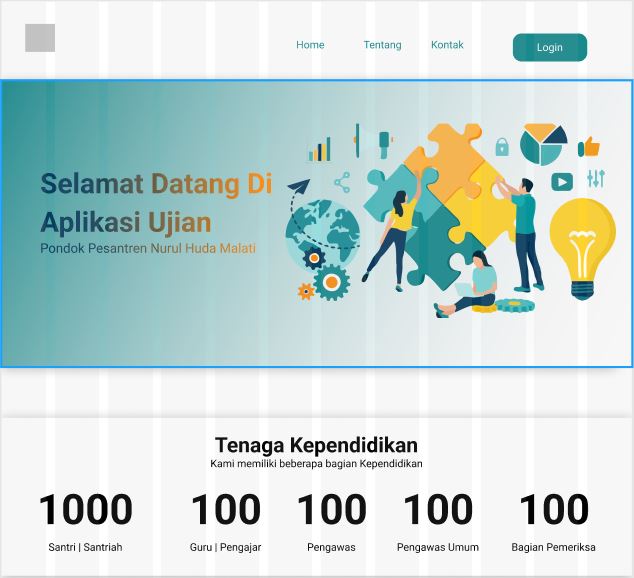 Home Tentang Kontak Login
Selamat Datang Di
Aplikasi Ujian
Pondok Pesantren Nurul Huda Malati
Tenaga Kependidikan
Kami memiliki beberapa bagian Kependidikan
1000 100 100 100 100
Santri | Santriah Guru | Pengajar Pengawas Pengawas Umum Bagian Pemeriksa